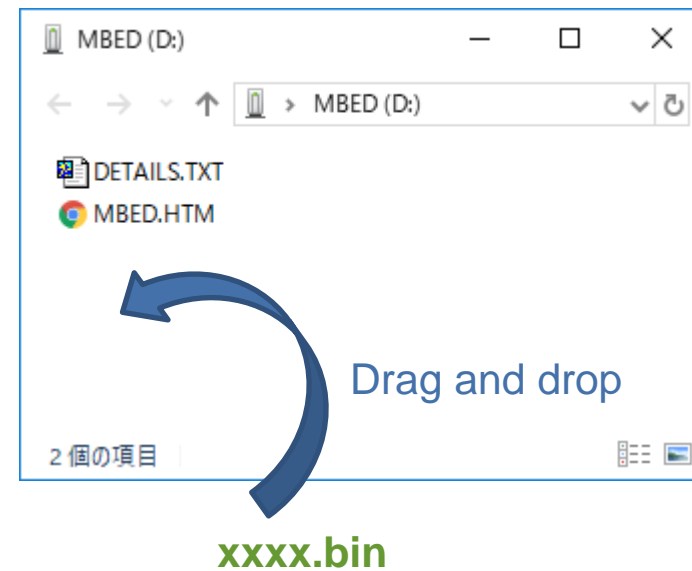 MBED (D:)
MBED (D:)
DETAILS.TXT
MBED.HTM
Drag and drop
2 個の項目
xxxx.bin